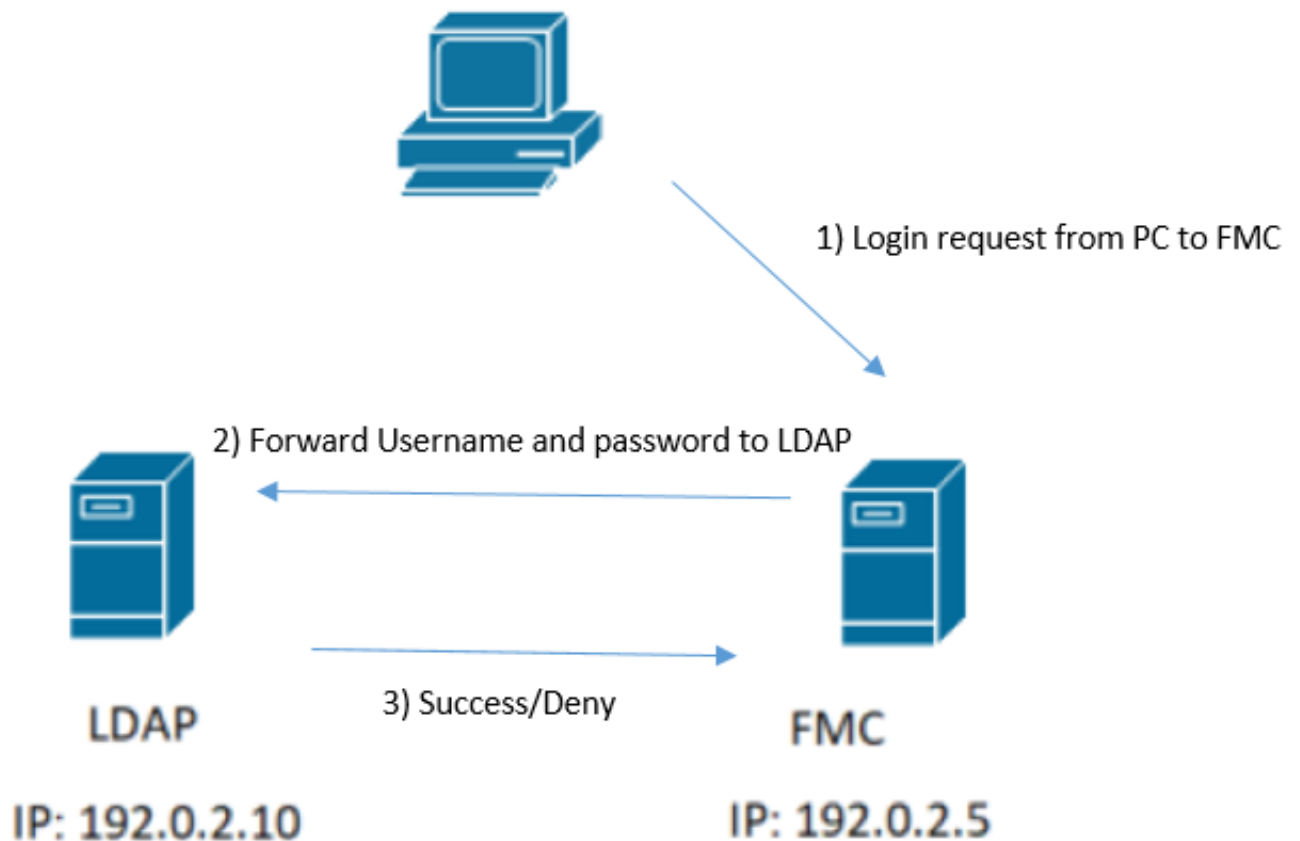 1) Login request from PC to FMC
2) Forward Username and password to LDAP
3) Success/Deny
LDAP
FMC
IP: 192.0.2.10
IP: 192.0.2.5